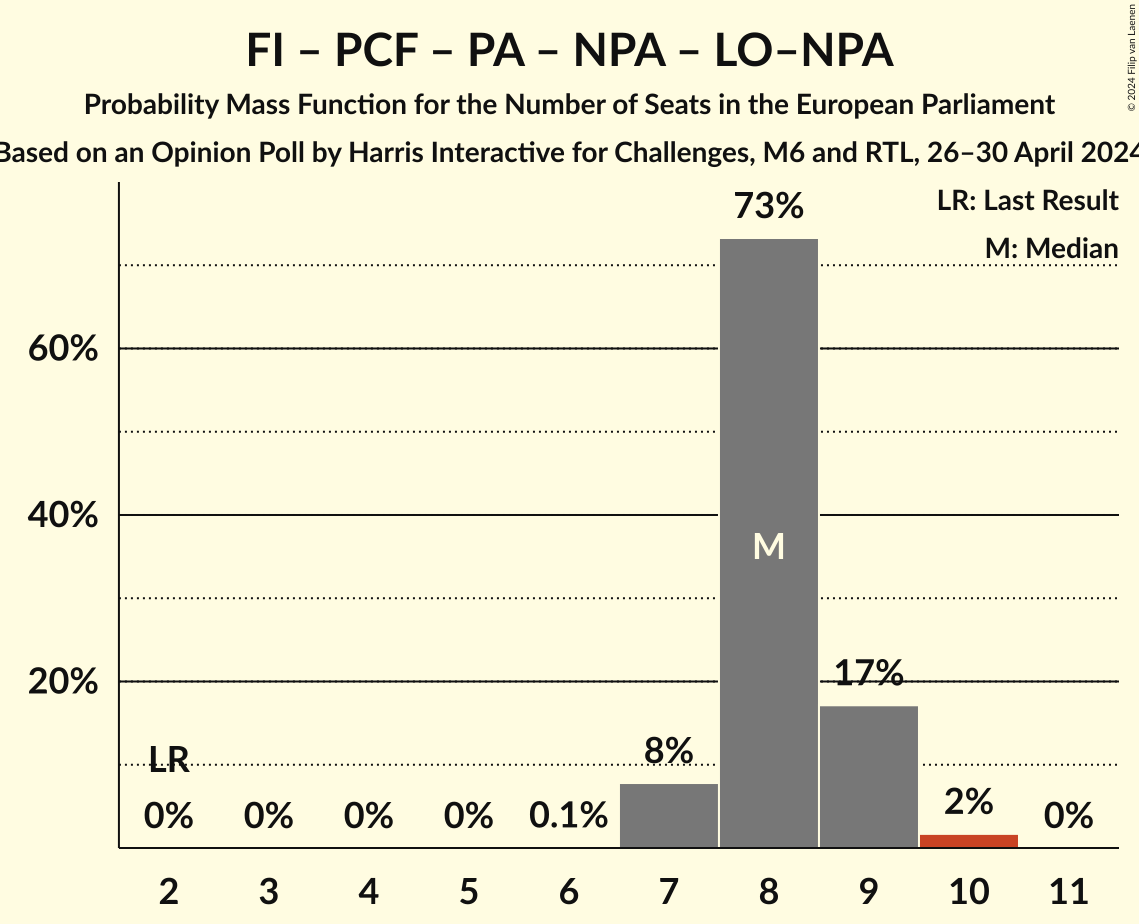 FI – PCF – PA – NPA – LO–NPA
Probability Mass Function for the Number of Seats in the European Parliament
Based on an Opinion Poll by Harris Interactive for Challenges, M6 and RTL, 26–30 April 2024
© 2024 Filip van Laenen
LR: Last Result
M: Median
73%
60%
40%
M
20%
17%
LR
8%
0%
0%
0%
0%
0.1%
2%
0%
2
3
4
5
6
7
8
9
10
11